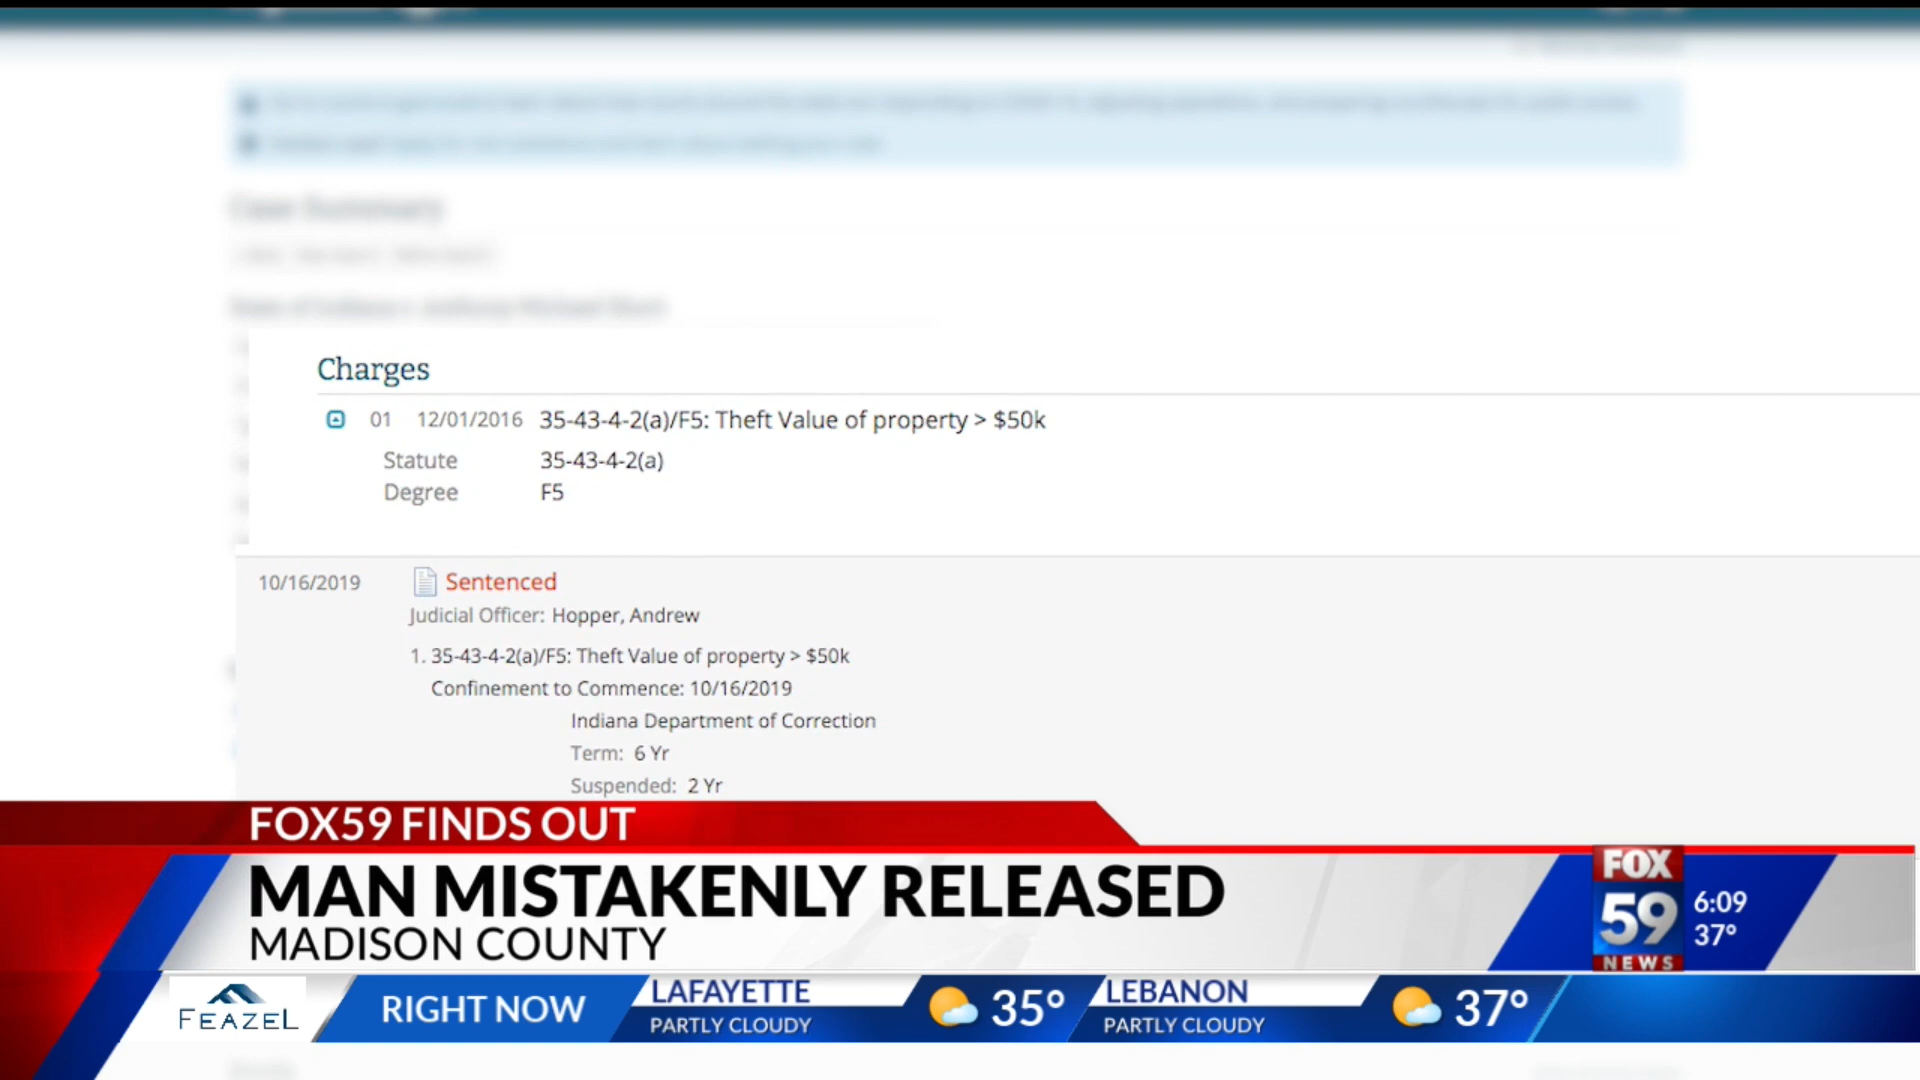 Case Summary
Charges
01 12/01/2016 35-43-4-2(a)/F5: Theft Value of property > $50k
Statute 35-43-4-2(a)
Degree F5
10/16/2019 Sentenced
Judicial Officer: Hopper, Andrew
1. 35-43-4-2(a)/F5: Theft Value of property > $50k
Confinement to Commence: 10/16/2019
Indiana Department of Correction
Term: 6 Yr
Suspended: 2 Yr
FOX59 FINDS OUT
MAN MISTAKENLY RELEASED
MADISON COUNTY
FOX
59
NEWS
6:09
37°
FEAZEL
RIGHT NOW
LAFAYETTE
PARTLY CLOUDY
35°
LEBANON
PARTLY CLOUDY
37°